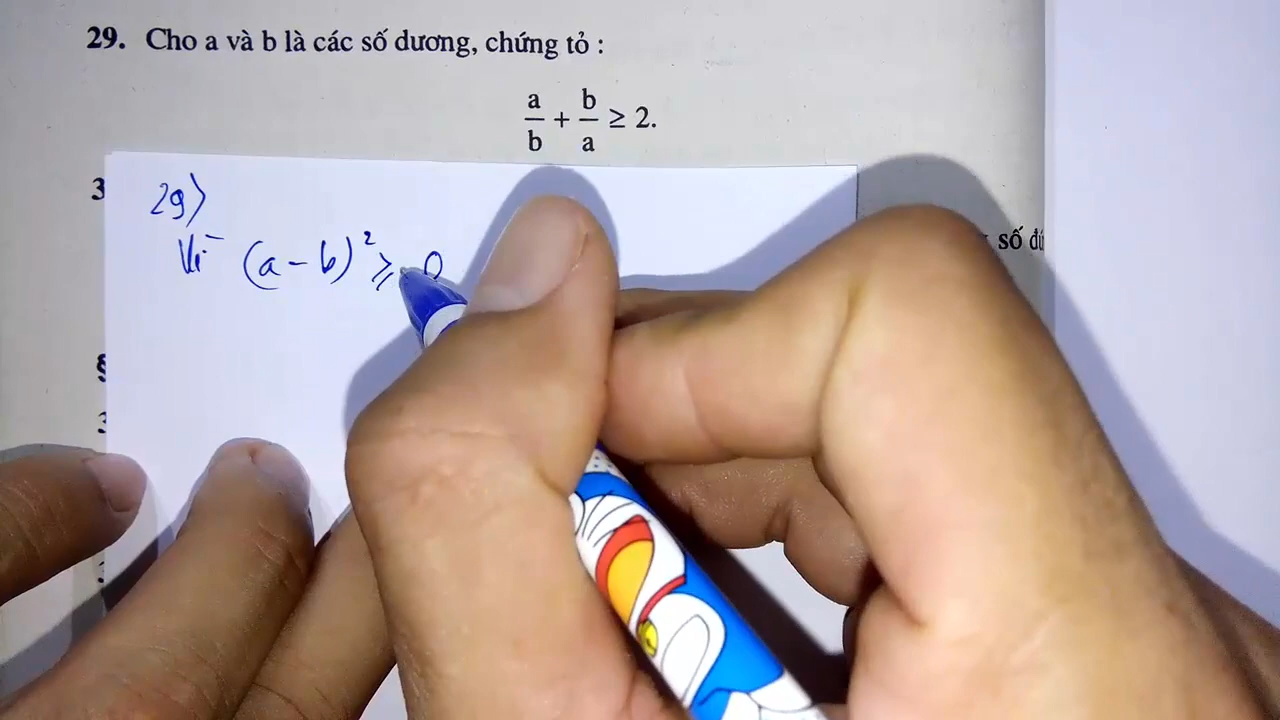 29. Cho a và b là các số dương, chứng tỏ :
a/b + b/a ≥ 2.
29)
Vì (a - b)² ≥ 0
số